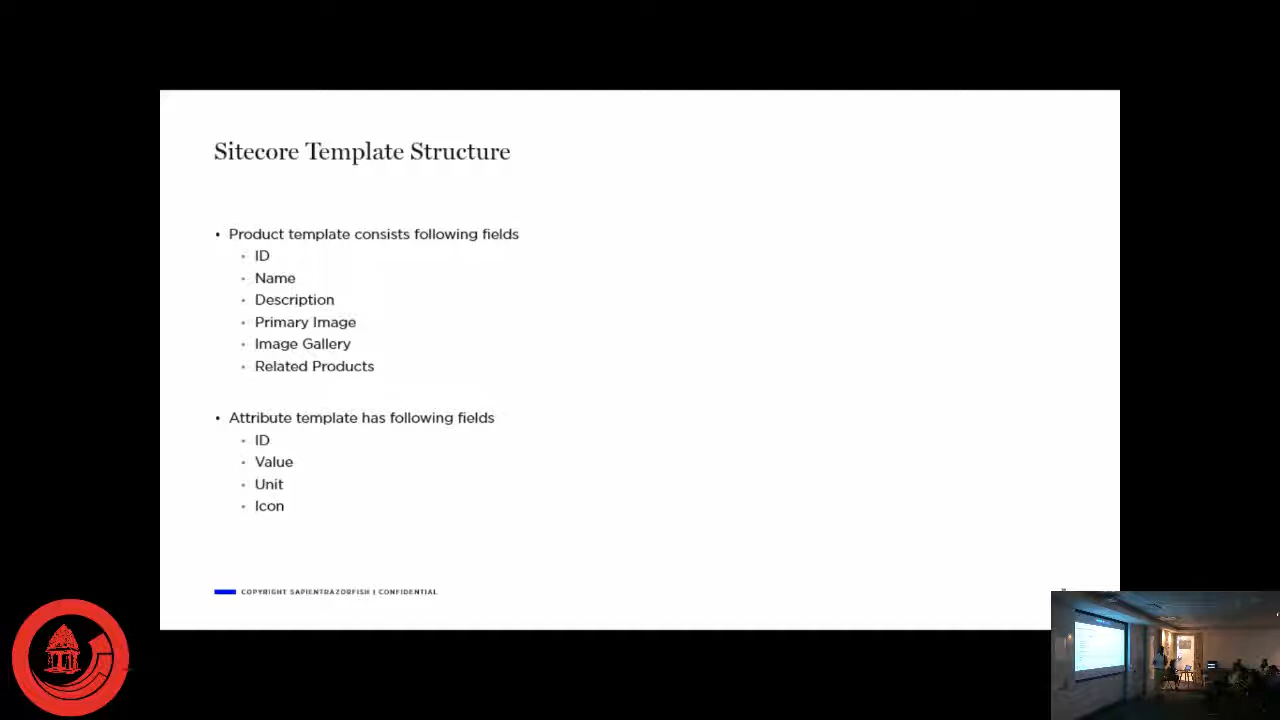 Sitecore Template Structure
• Product template consists following fields
• ID
• Name
• Description
• Primary Image
• Image Gallery
• Related Products
• Attribute template has following fields
• ID
• Value
• Unit
• Icon
COPYRIGHT SAPIENTRAZORFISH | CONFIDENTIAL